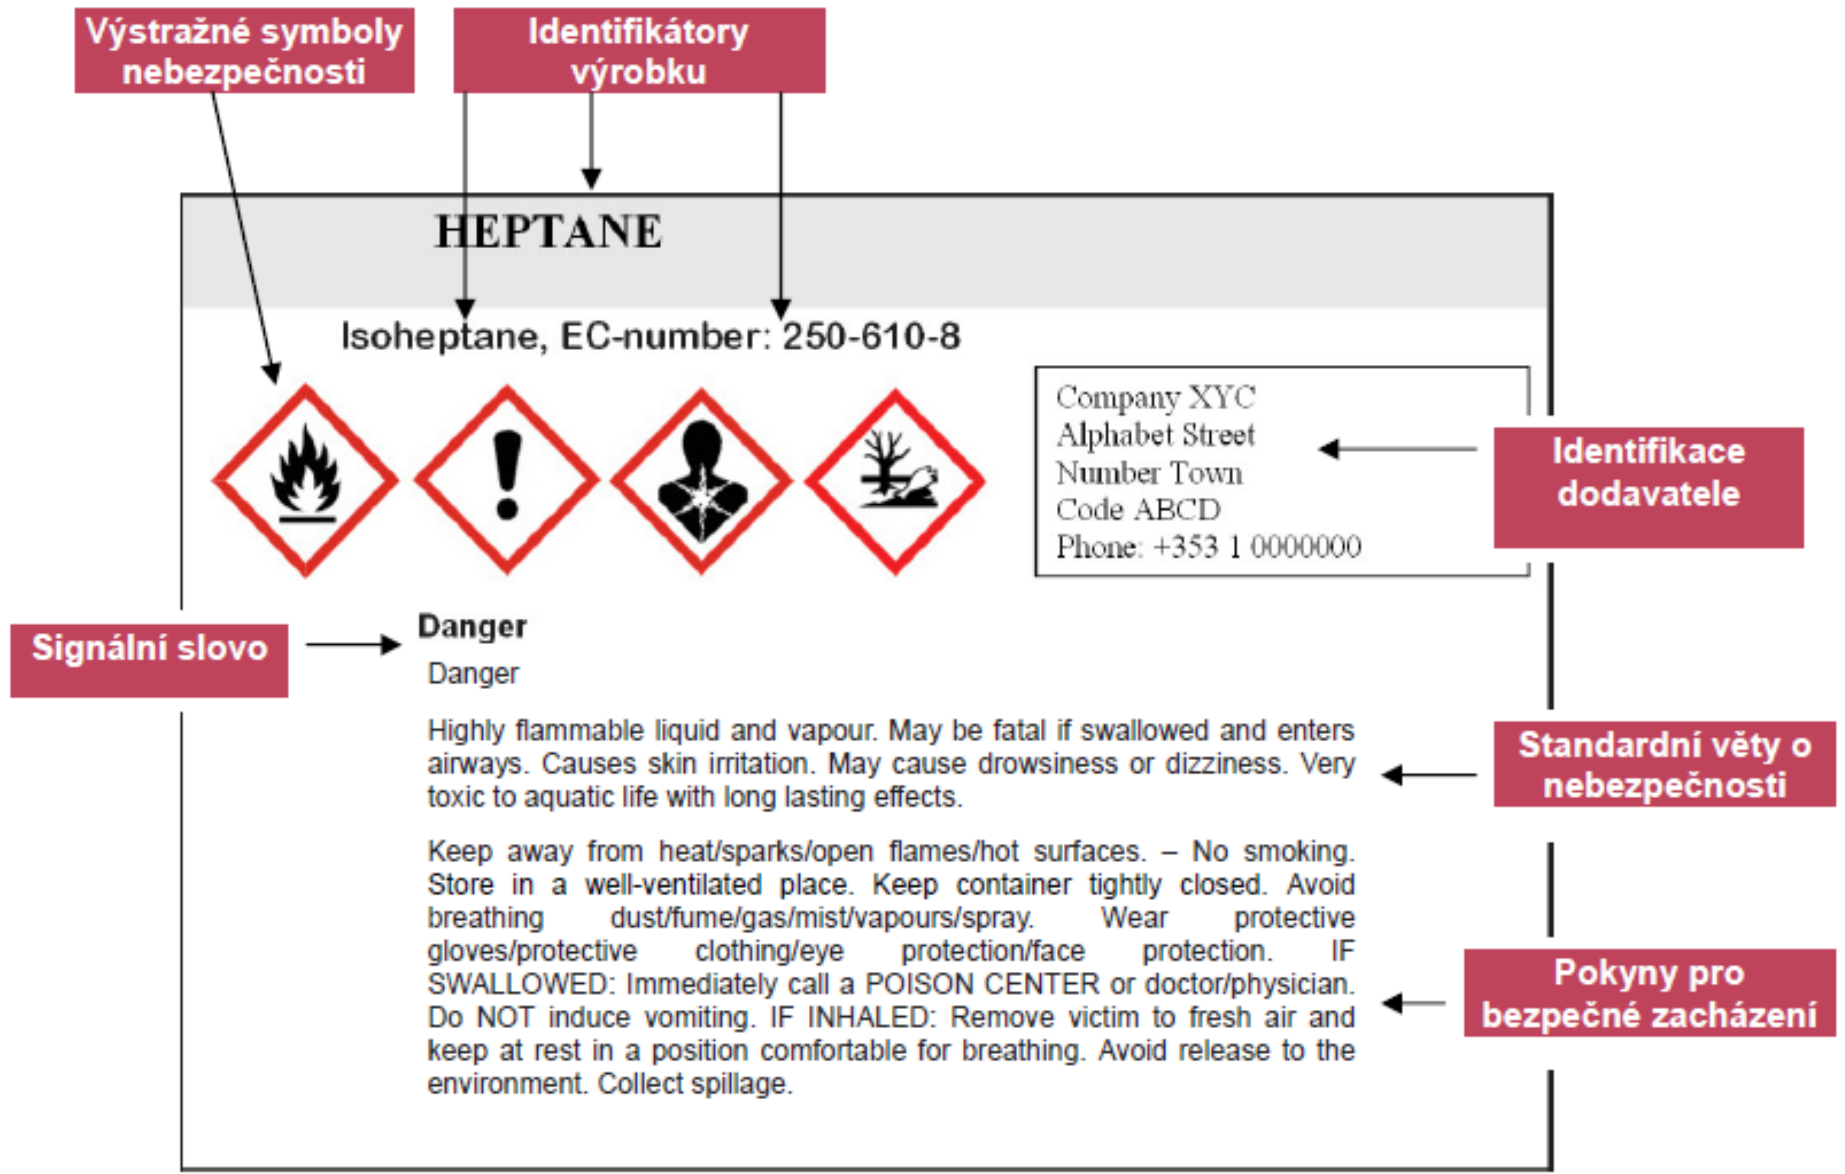 Výstražné symboly
nebezpečnosti
Identifikátory
výrobku
HEPTANE
Isoheptane, EC-number: 250-610-8
Company XYC
Alphabet Street
Number Town
Code ABCD
Phone: +353 1 0000000
Identifikace
dodavatele
Signální slovo
Danger
Danger
Highly flammable liquid and vapour. May be fatal if swallowed and enters
airways. Causes skin irritation. May cause drowsiness or dizziness. Very
toxic to aquatic life with long lasting effects.
Standardní věty o
nebezpečnosti
Keep away from heat/sparks/open flames/hot surfaces. – No smoking.
Store in a well-ventilated place. Keep container tightly closed. Avoid
breathing dust/fume/gas/mist/vapours/spray. Wear protective
gloves/protective clothing/eye protection/face protection. IF
SWALLOWED: Immediately call a POISON CENTER or doctor/physician.
Do NOT induce vomiting. IF INHALED: Remove victim to fresh air and
keep at rest in a position comfortable for breathing. Avoid release to the
environment. Collect spillage.
Pokyny pro
bezpečné zacházení